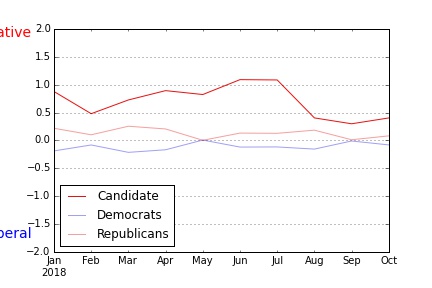 2.0
ative
1.5
1.0
0.5
0.0
−0.5
−1.0
−1.5
beral
−2.0
Candidate
Democrats
Republicans
Jan Feb Mar Apr May Jun Jul Aug Sep Oct
2018